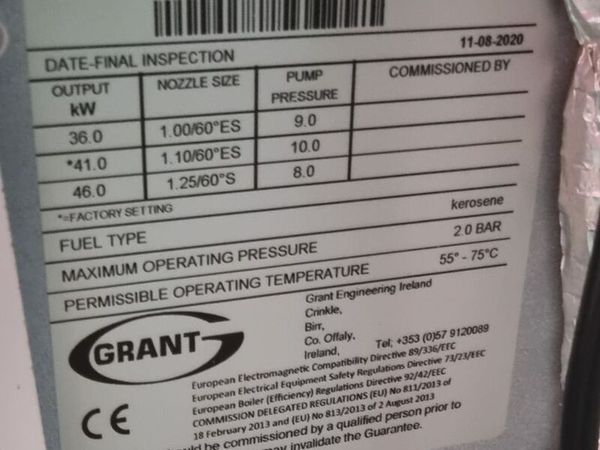 DATE-FINAL INSPECTION 11-08-2020
OUTPUT kW NOZZLE SIZE PUMP PRESSURE COMMISSIONED BY
36.0 1.00/60°ES 9.0
*41.0 1.10/60°ES 10.0
46.0 1.25/60°S 8.0
*=FACTORY SETTING
FUEL TYPE kerosene
MAXIMUM OPERATING PRESSURE 2.0 BAR
PERMISSIBLE OPERATING TEMPERATURE 55° - 75°C
GRANT
Grant Engineering Ireland
Crinkle,
Birr,
Co. Offaly,
Ireland, Tel; +353 (0)57 9120089
European Electromagnetic Compatibility Directive 89/336/EEC
European Electrical Equipment Safety Regulations Directive 73/23/EEC
European Boiler (Efficiency) Regulations Directive 92/42/EEC
COMMISSION DELEGATED REGULATIONS (EU) No 811/2013 of
18 February 2013 and (EU) No 813/2013 of 2 August 2013
CE
should be commissioned by a qualified person prior to
may invalidate the Guarantee.